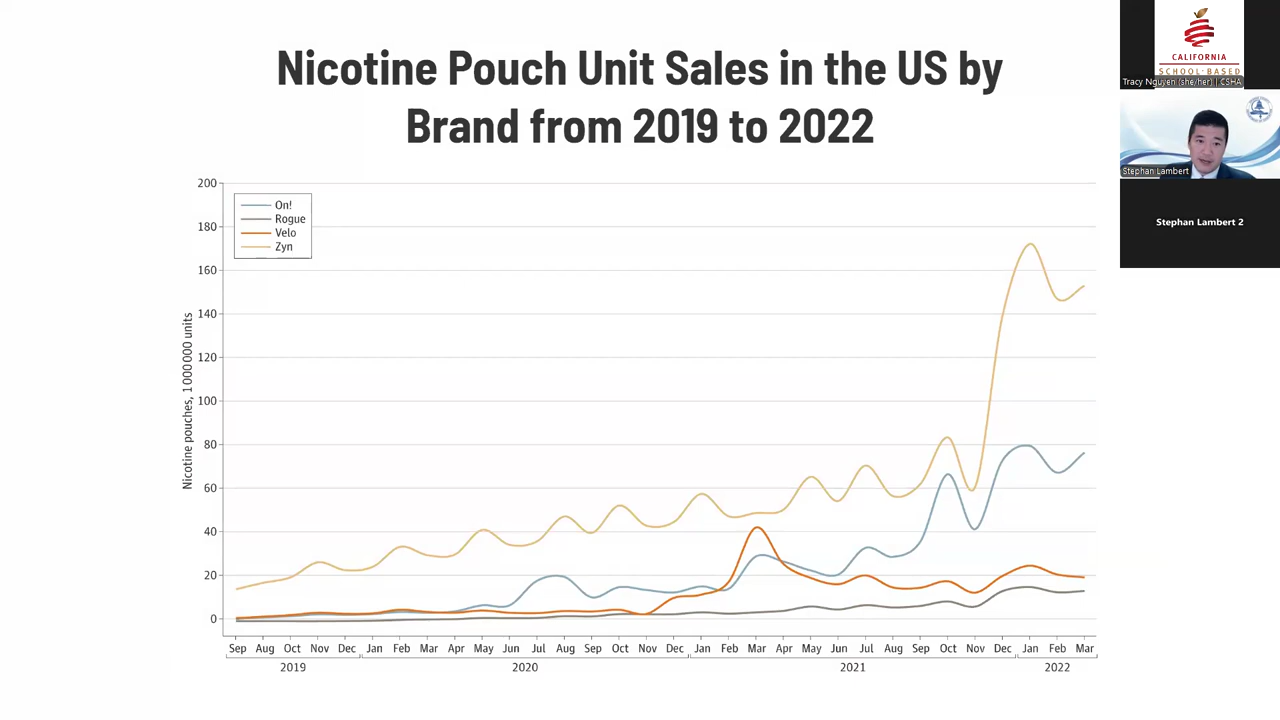 Nicotine Pouch Unit Sales in the US by
Brand from 2019 to 2022
CALIFORNIA
SCHOOL-BASED
Tracy Nguyen (she/her) | CSHA
Stephan Lambert
Stephan Lambert 2
Nicotine pouches, 1 000 000 units
200
180
160
140
120
100
80
60
40
20
0
On!
Rogue
Velo
Zyn
Sep Aug Oct Nov Dec Jan Feb Mar Apr May Jun Jul Aug Sep Oct Nov Dec Jan Feb Mar Apr May Jun Jul Aug Sep Oct Nov Dec Jan Feb Mar
2019 2020 2021 2022